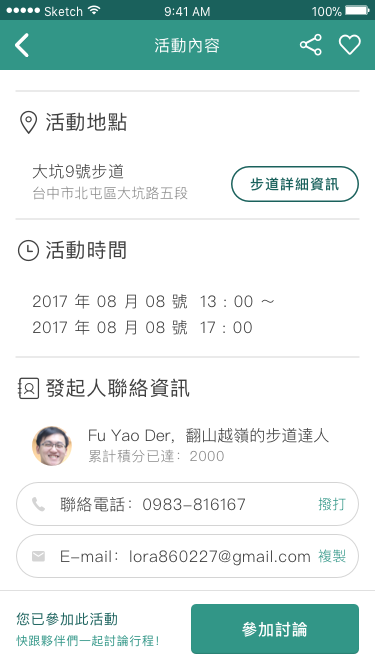 Sketch 9:41 AM 100%
活動內容
活動地點
大坑9號步道
台中市北屯區大坑路五段
步道詳細資訊
活動時間
2017 年 08 月 08 號 13 : 00 ～
2017 年 08 月 08 號 17 : 00
發起人聯絡資訊
Fu Yao Der，翻山越嶺的步道達人
累計積分已達：2000
聯絡電話：0983-816167 撥打
E-mail：lora860227@gmail.com 複製
您已參加此活動
快跟夥伴們一起討論行程！
參加討論